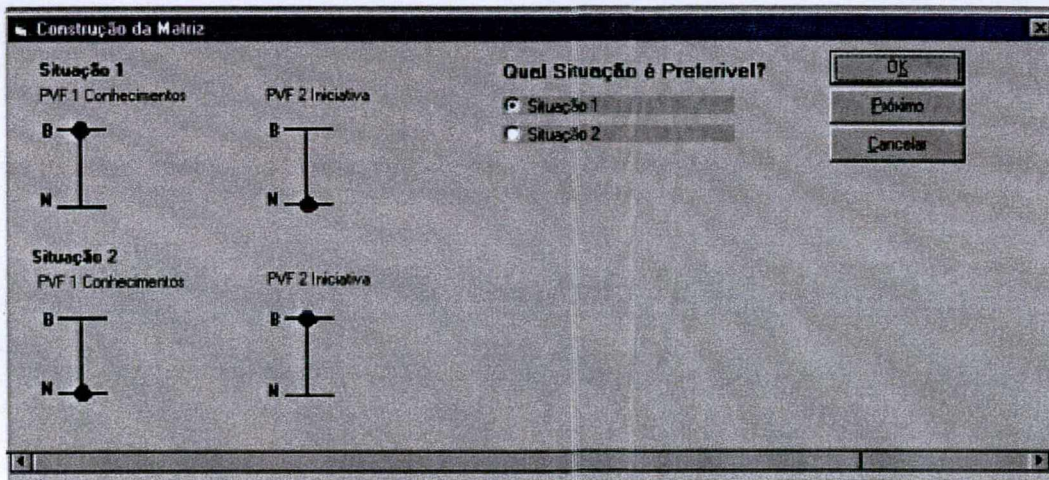 Construção da Matriz
Situação 1
PVF 1 Conhecimentos
PVF 2 Iniciativa
B
N
B
N
Situação 2
PVF 1 Conhecimentos
PVF 2 Iniciativa
B
N
B
N
Qual Situação é Preferivel?
Situação 1
Situação 2
OK
Próximo
Cancelar